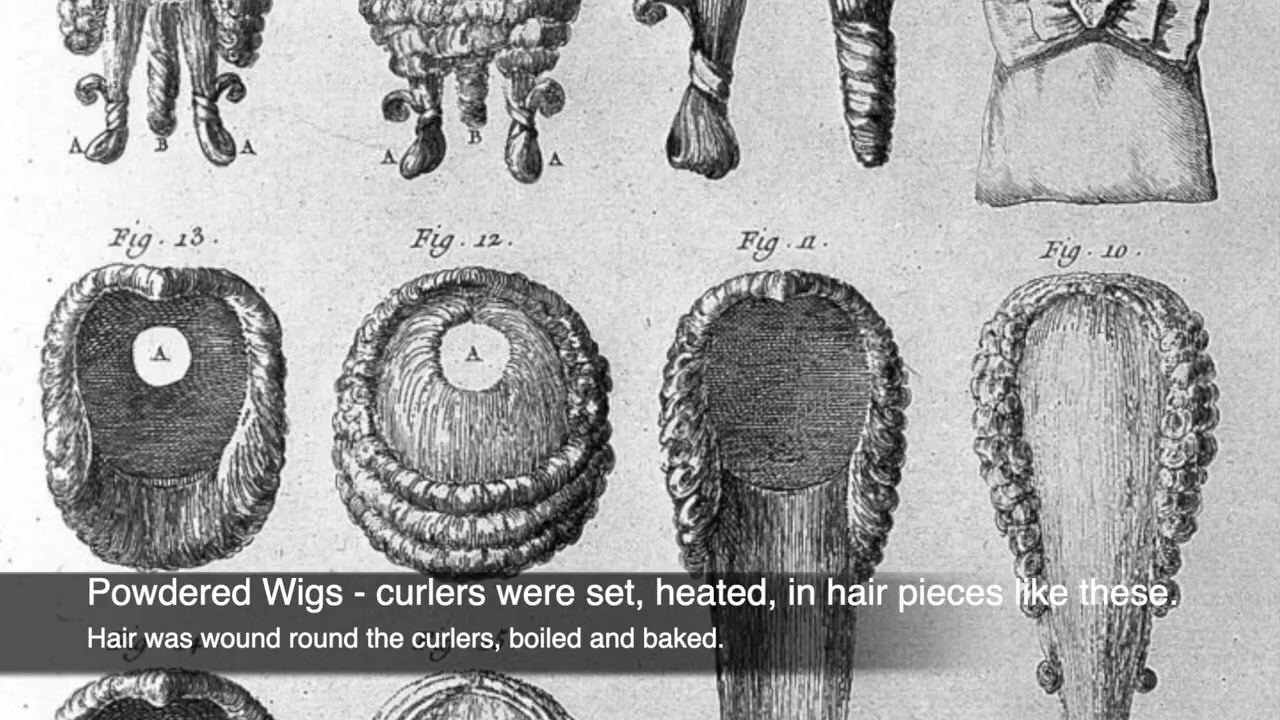 A B A A B A
Fig. 13. Fig. 12. Fig. 11. Fig. 10.
A A
Powdered Wigs - curlers were set, heated, in hair pieces like these.
Hair was wound round the curlers, boiled and baked.